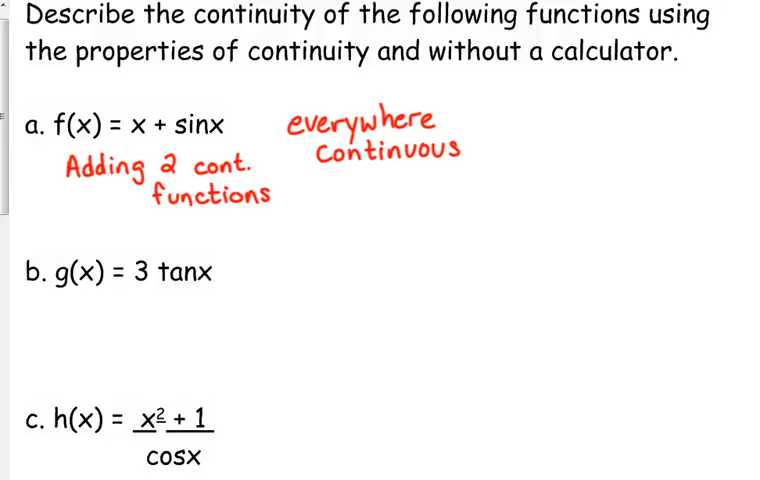 Describe the continuity of the following functions using
the properties of continuity and without a calculator.
a. f(x) = x + sinx
everywhere
continuous
Adding 2 cont.
functions
b. g(x) = 3 tanx
c. h(x) = x² + 1
cosx